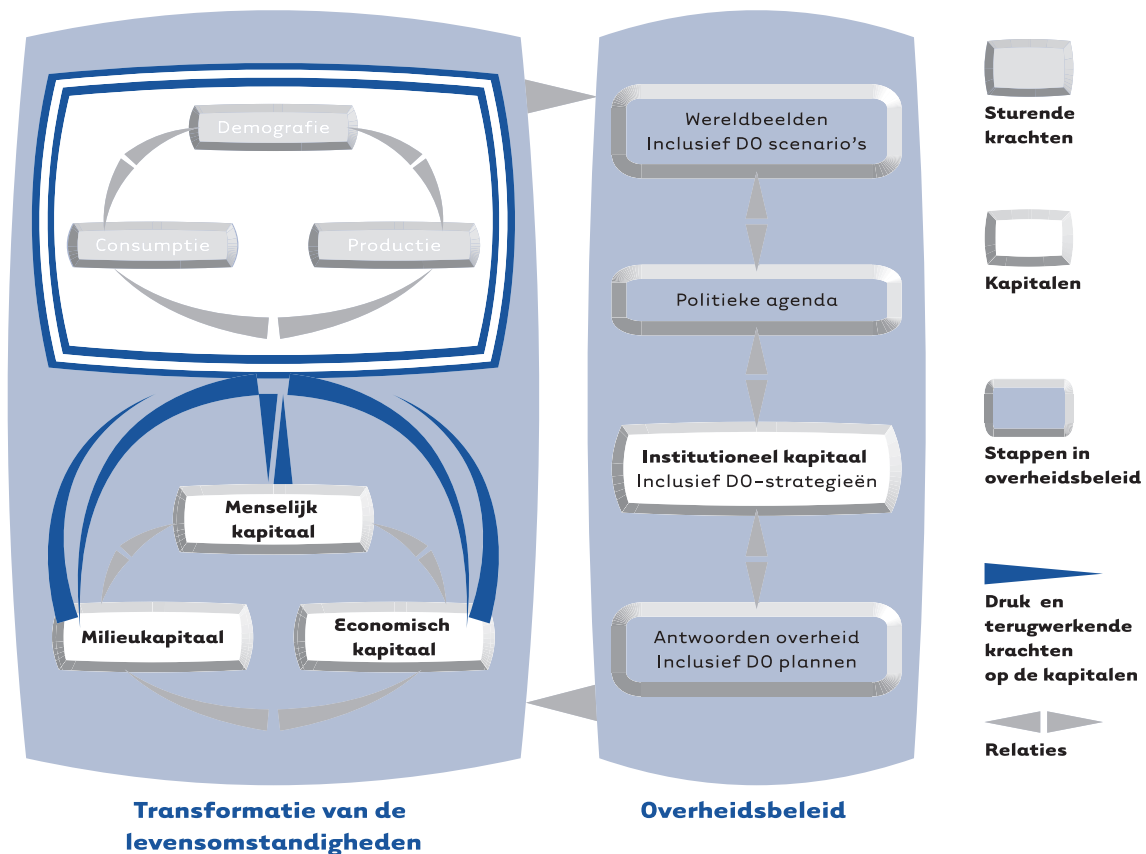 Demografie
Consumptie
Productie
Menselijk
kapitaal
Milieukapitaal
Economisch
kapitaal
Transformatie van de
levensomstandigheden
Wereldbeelden
Inclusief DO scenario's
Politieke agenda
Institutioneel kapitaal
Inclusief DO-strategieën
Antwoorden overheid
Inclusief DO plannen
Overheidsbeleid
Sturende
krachten
Kapitalen
Stappen in
overheidsbeleid
Druk en
terugwerkende
krachten
op de kapitalen
Relaties